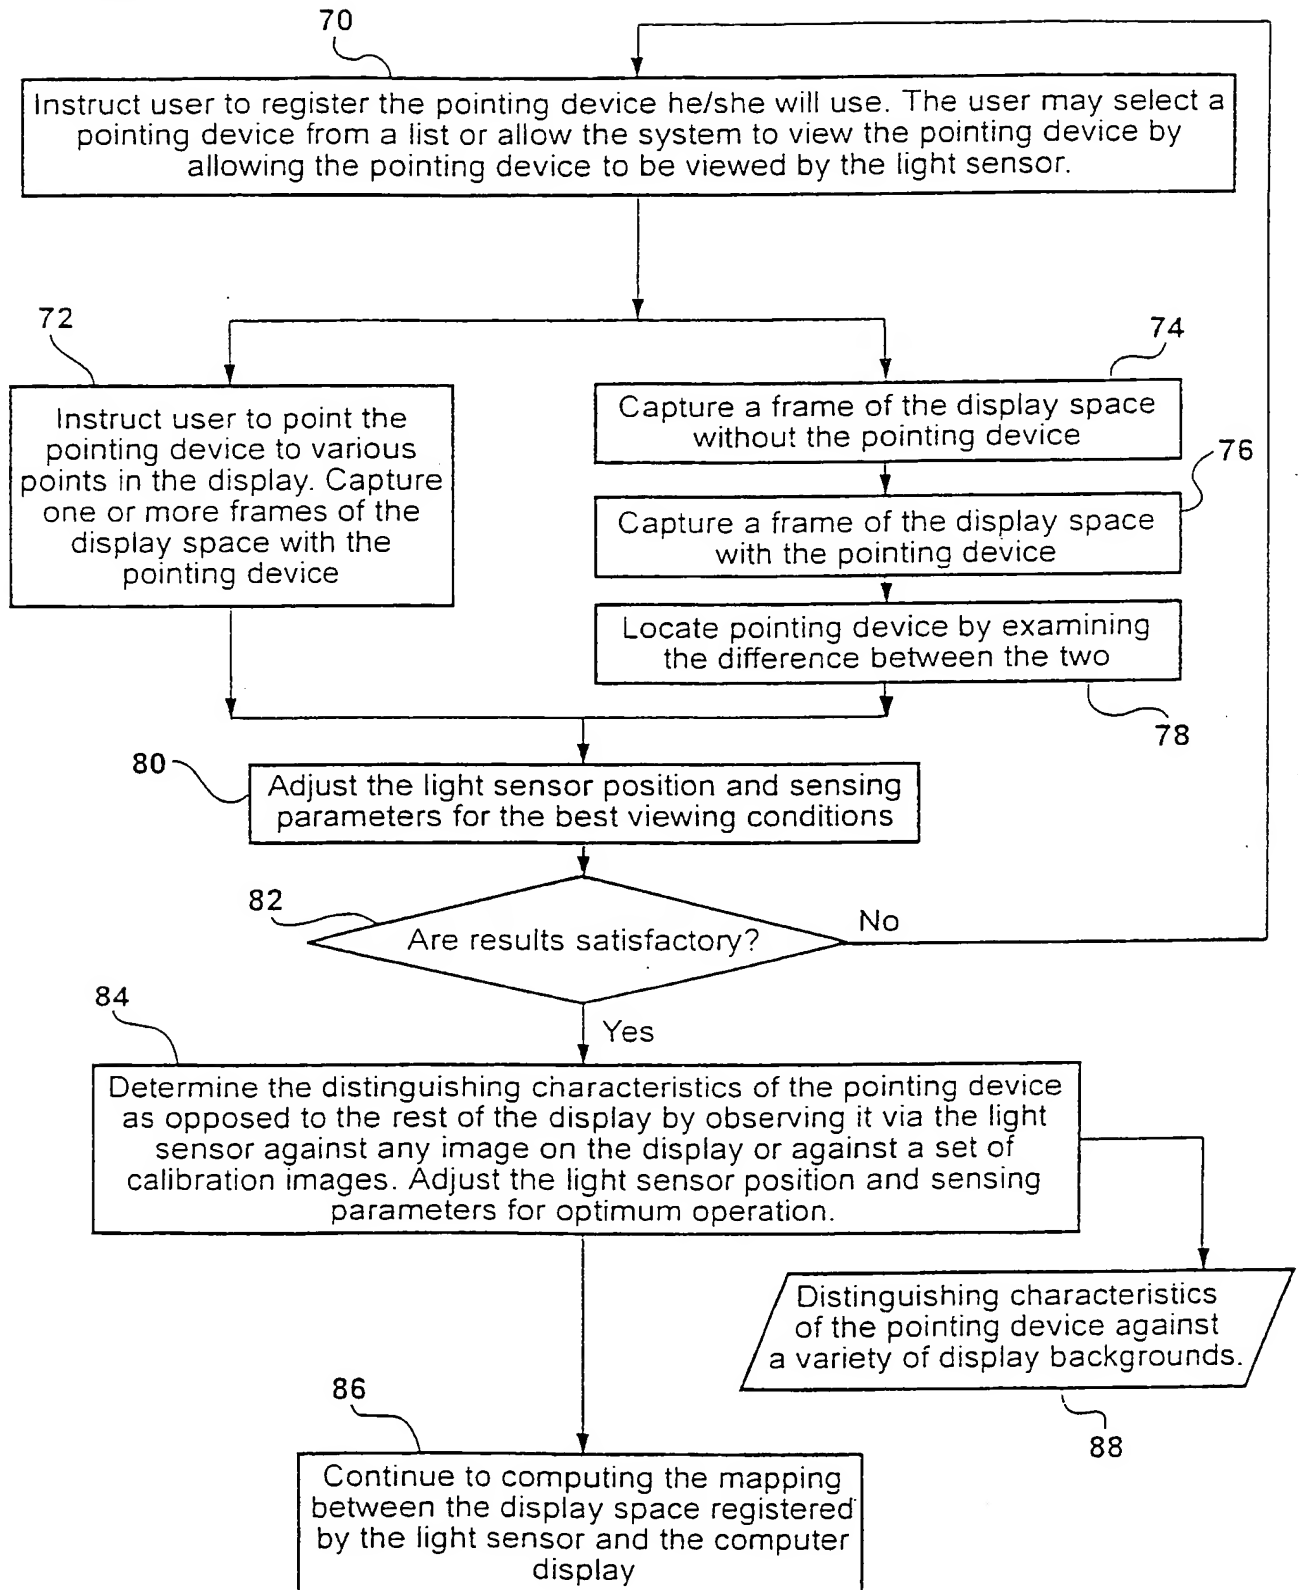 70
Instruct user to register the pointing device he/she will use. The user may select a
pointing device from a list or allow the system to view the pointing device by
allowing the pointing device to be viewed by the light sensor.
72
Instruct user to point the
pointing device to various
points in the display. Capture
one or more frames of the
display space with the
pointing device
74
Capture a frame of the display space
without the pointing device
76
Capture a frame of the display space
with the pointing device
Locate pointing device by examining
the difference between the two
78
80
Adjust the light sensor position and sensing
parameters for the best viewing conditions
82
Are results satisfactory?
No
Yes
84
Determine the distinguishing characteristics of the pointing device
as opposed to the rest of the display by observing it via the light
sensor against any image on the display or against a set of
calibration images. Adjust the light sensor position and sensing
parameters for optimum operation.
Distinguishing characteristics
of the pointing device against
a variety of display backgrounds.
88
86
Continue to computing the mapping
between the display space registered
by the light sensor and the computer
display